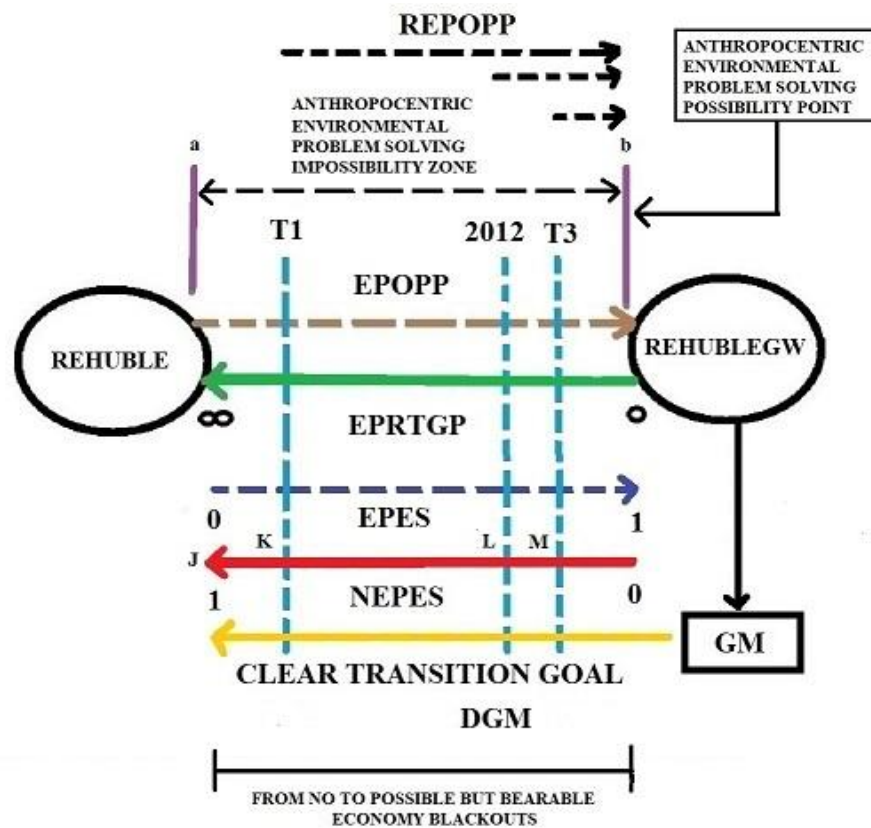 REPOPP
ANTHROPOCENTRIC
ENVIRONMENTAL
PROBLEM SOLVING
POSSIBILITY POINT
ANTHROPOCENTRIC
ENVIRONMENTAL
PROBLEM SOLVING
IMPOSSIBILITY ZONE
a
b
T1
2012
T3
EPOPP
REHUBLE
REHUBLEGW
∞
0
EPRTGP
0
EPES
1
J
K
L
M
1
NEPES
0
GM
CLEAR TRANSITION GOAL
DGM
FROM NO TO POSSIBLE BUT BEARABLE
ECONOMY BLACKOUTS